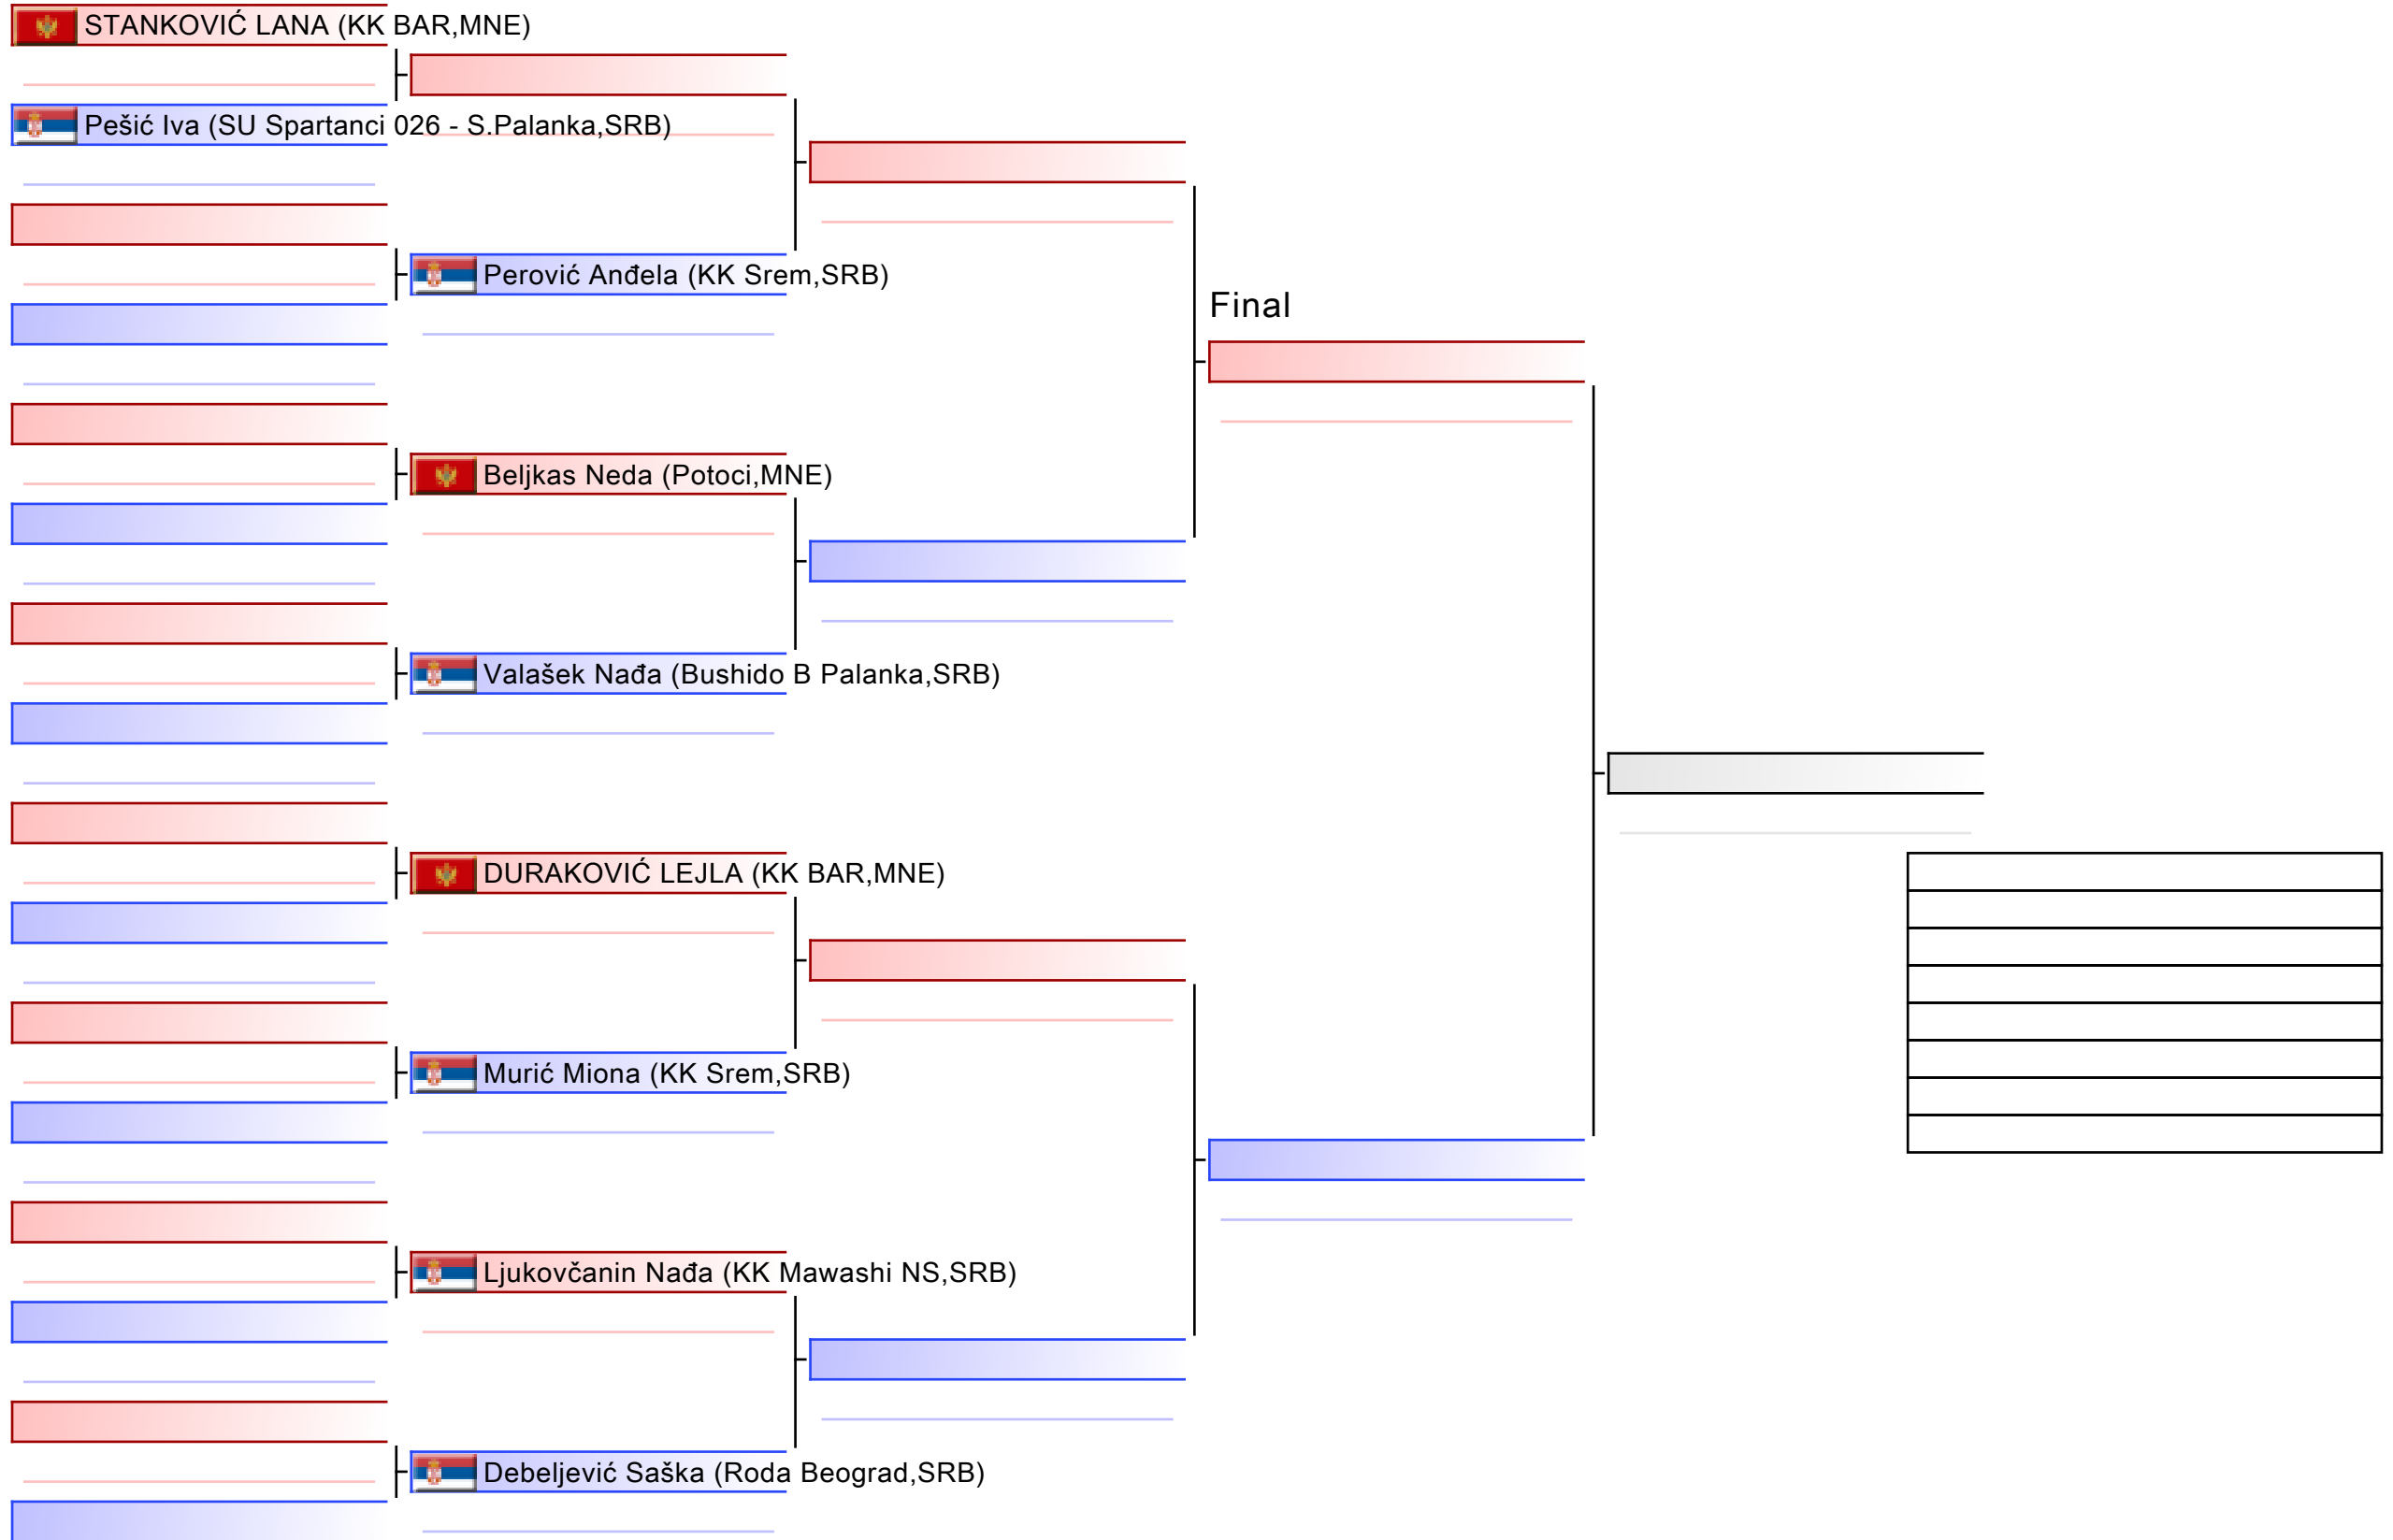 STANKOVIĆ LANA (KK BAR,MNE)
Pešić Iva (SU Spartanci 026 - S.Palanka,SRB)
Perović Anđela (KK Srem,SRB)
Final
Beljkas Neda (Potoci,MNE)
Valašek Nađa (Bushido B Palanka,SRB)
DURAKOVIĆ LEJLA (KK BAR,MNE)
Murić Miona (KK Srem,SRB)
Ljukovčanin Nađa (KK Mawashi NS,SRB)
Debeljević Saška (Roda Beograd,SRB)